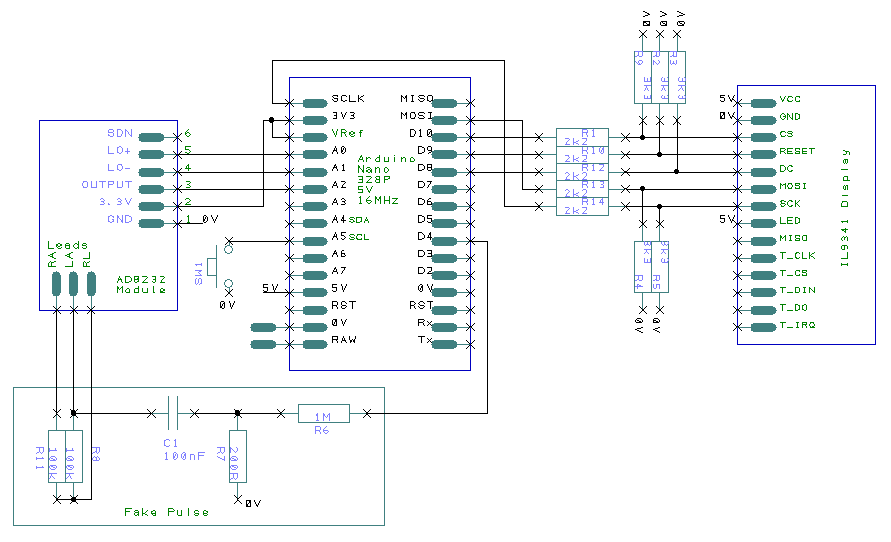 0V 0V 0V
R9 R2 R3
3K3 3K3
5V VCC
0V GND
CS
RESET
DC
MOSI
SCK
5V LED
MISO
T_CLK
T_CS
T_DIN
T_DO
T_IRQ
IL9341 Display
R1
2k2
R10
2k2
R12
2k2
R13
2k2
R14
2k2
3K3 3K3
R4 R5
0V 0V
SCLK MISO
3V3 MOSI
VRef D10
A0 D9
A1 D8
A2 D7
A3 D6
A4 SDA D5
A5 SCL D4
A6 D3
A7 D2
5V 5V 0V
RST RST
0V Rx
RAW Tx
Arduino
Nano
328P
5V
16MHz
SDN 6
LO+ 5
LO- 4
OUTPUT 3
3.3V 2
GND 1 0V
Leads
RA LA RL
AD8232
Module
SW1
0V
R11 100K 100K R8
C1
100nF
R7 200R
0V
1M
R6
Fake Pulse